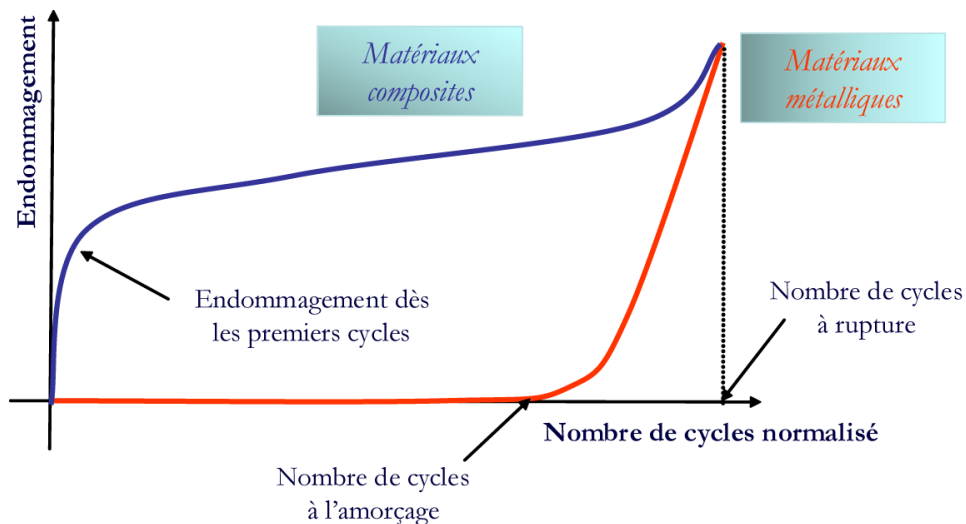 Endommagement
Matériaux
composites
Matériaux
métalliques
Endommagement dès
les premiers cycles
Nombre de cycles
à rupture
Nombre de cycles normalisé
Nombre de cycles
à l’amorçage